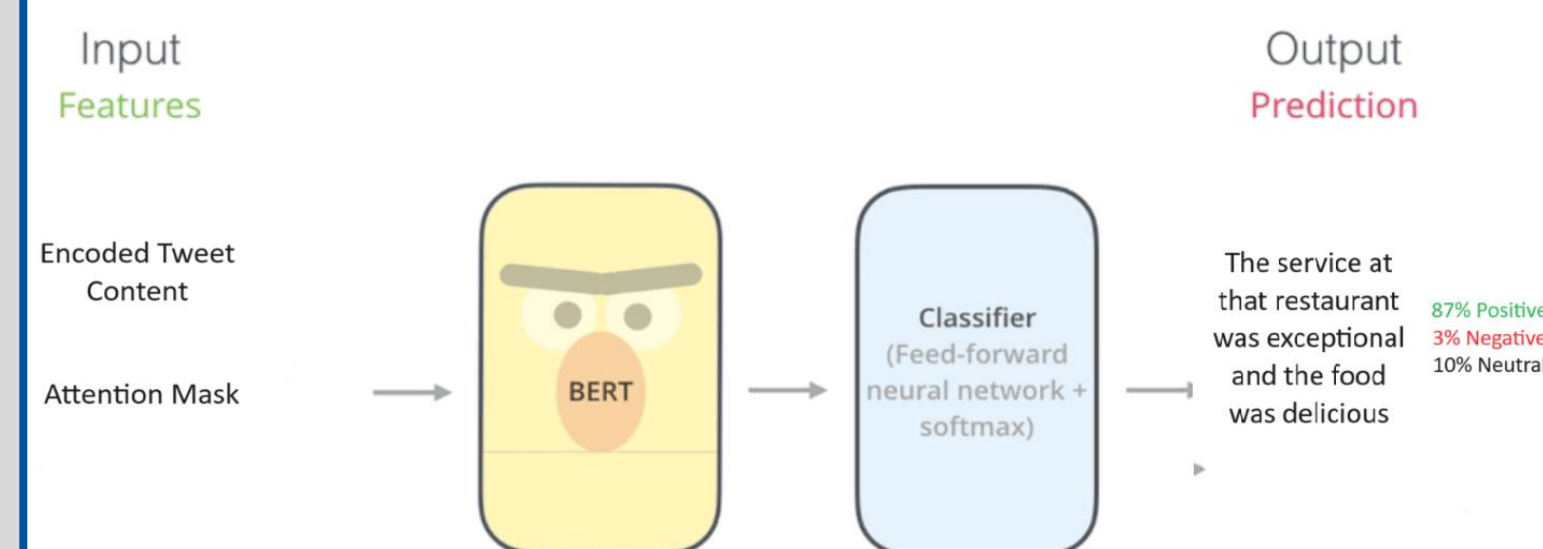 Input
Features
Output
Prediction
Encoded Tweet
Content
Attention Mask
BERT
Classifier
(Feed-forward
neural network +
softmax)
The service at
that restaurant
was exceptional
and the food
was delicious
87% Positive
3% Negative
10% Neutral